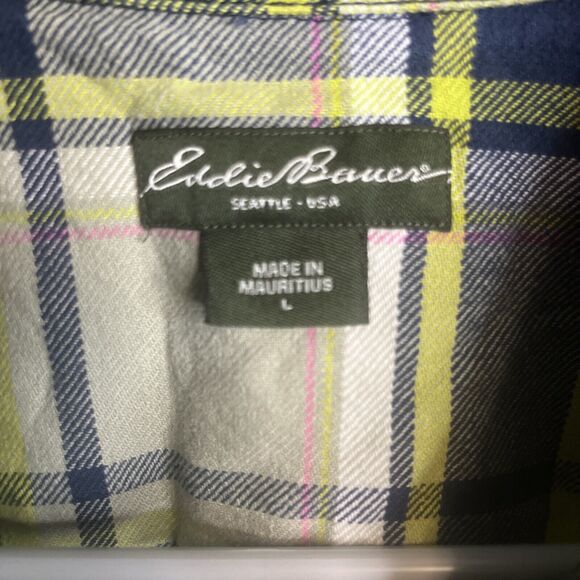 Eddie Bauer®
SEATTLE - USA
MADE IN
MAURITIUS
L